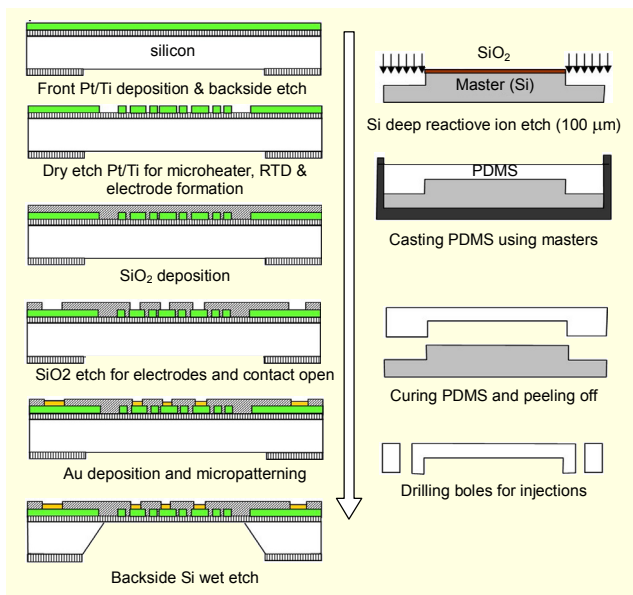 silicon
Front Pt/Ti deposition & backside etch
Dry etch Pt/Ti for microheater, RTD &
electrode formation
SiO₂ deposition
SiO2 etch for electrodes and contact open
Au deposition and micropatterning
Backside Si wet etch
SiO₂
Master (Si)
Si deep reactiove ion etch (100 μm)
PDMS
Casting PDMS using masters
Curing PDMS and peeling off
Drilling boles for injections